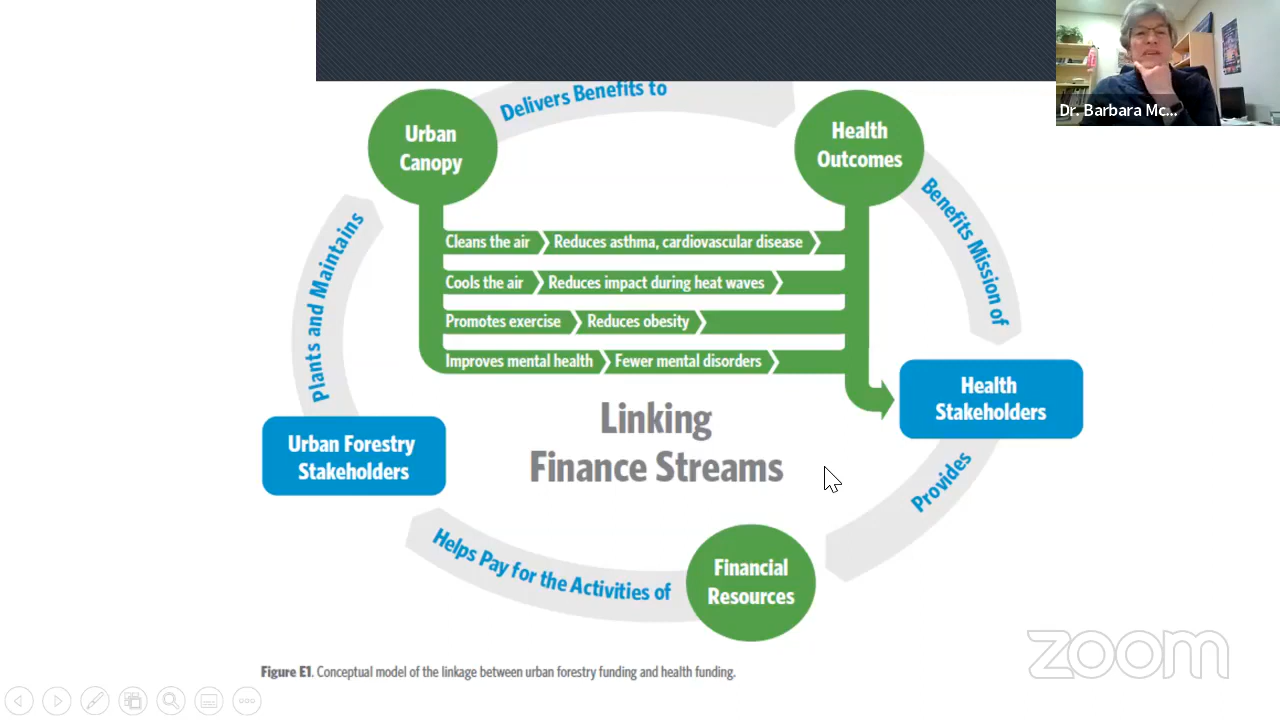 Dr. Barbara Mc...
Delivers Benefits to
Urban
Canopy
Health
Outcomes
Benefits Mission of
Plants and Maintains
Cleans the air
Reduces asthma, cardiovascular disease
Cools the air
Reduces impact during heat waves
Promotes exercise
Reduces obesity
Improves mental health
Fewer mental disorders
Health
Stakeholders
Linking
Finance Streams
Urban Forestry
Stakeholders
Provides
Helps Pay for the Activities of
Financial
Resources
zoom
Figure E1. Conceptual model of the linkage between urban forestry funding and health funding.